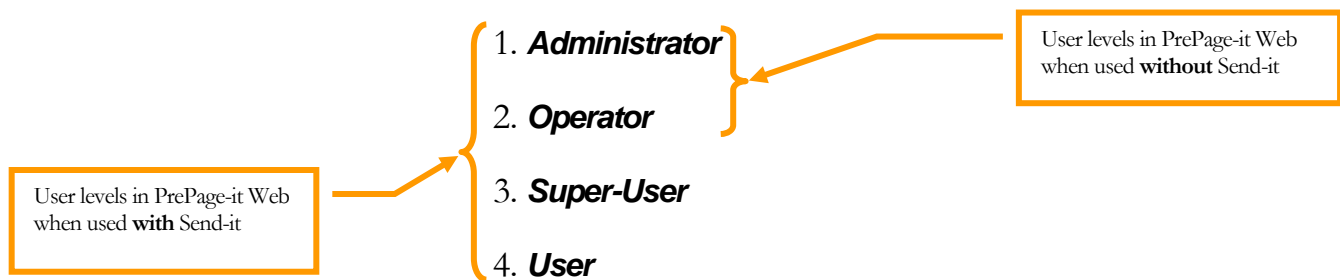 1. Administrator
User levels in PrePage-it Web
when used without Send-it
2. Operator
User levels in PrePage-it Web
when used with Send-it
3. Super-User
4. User